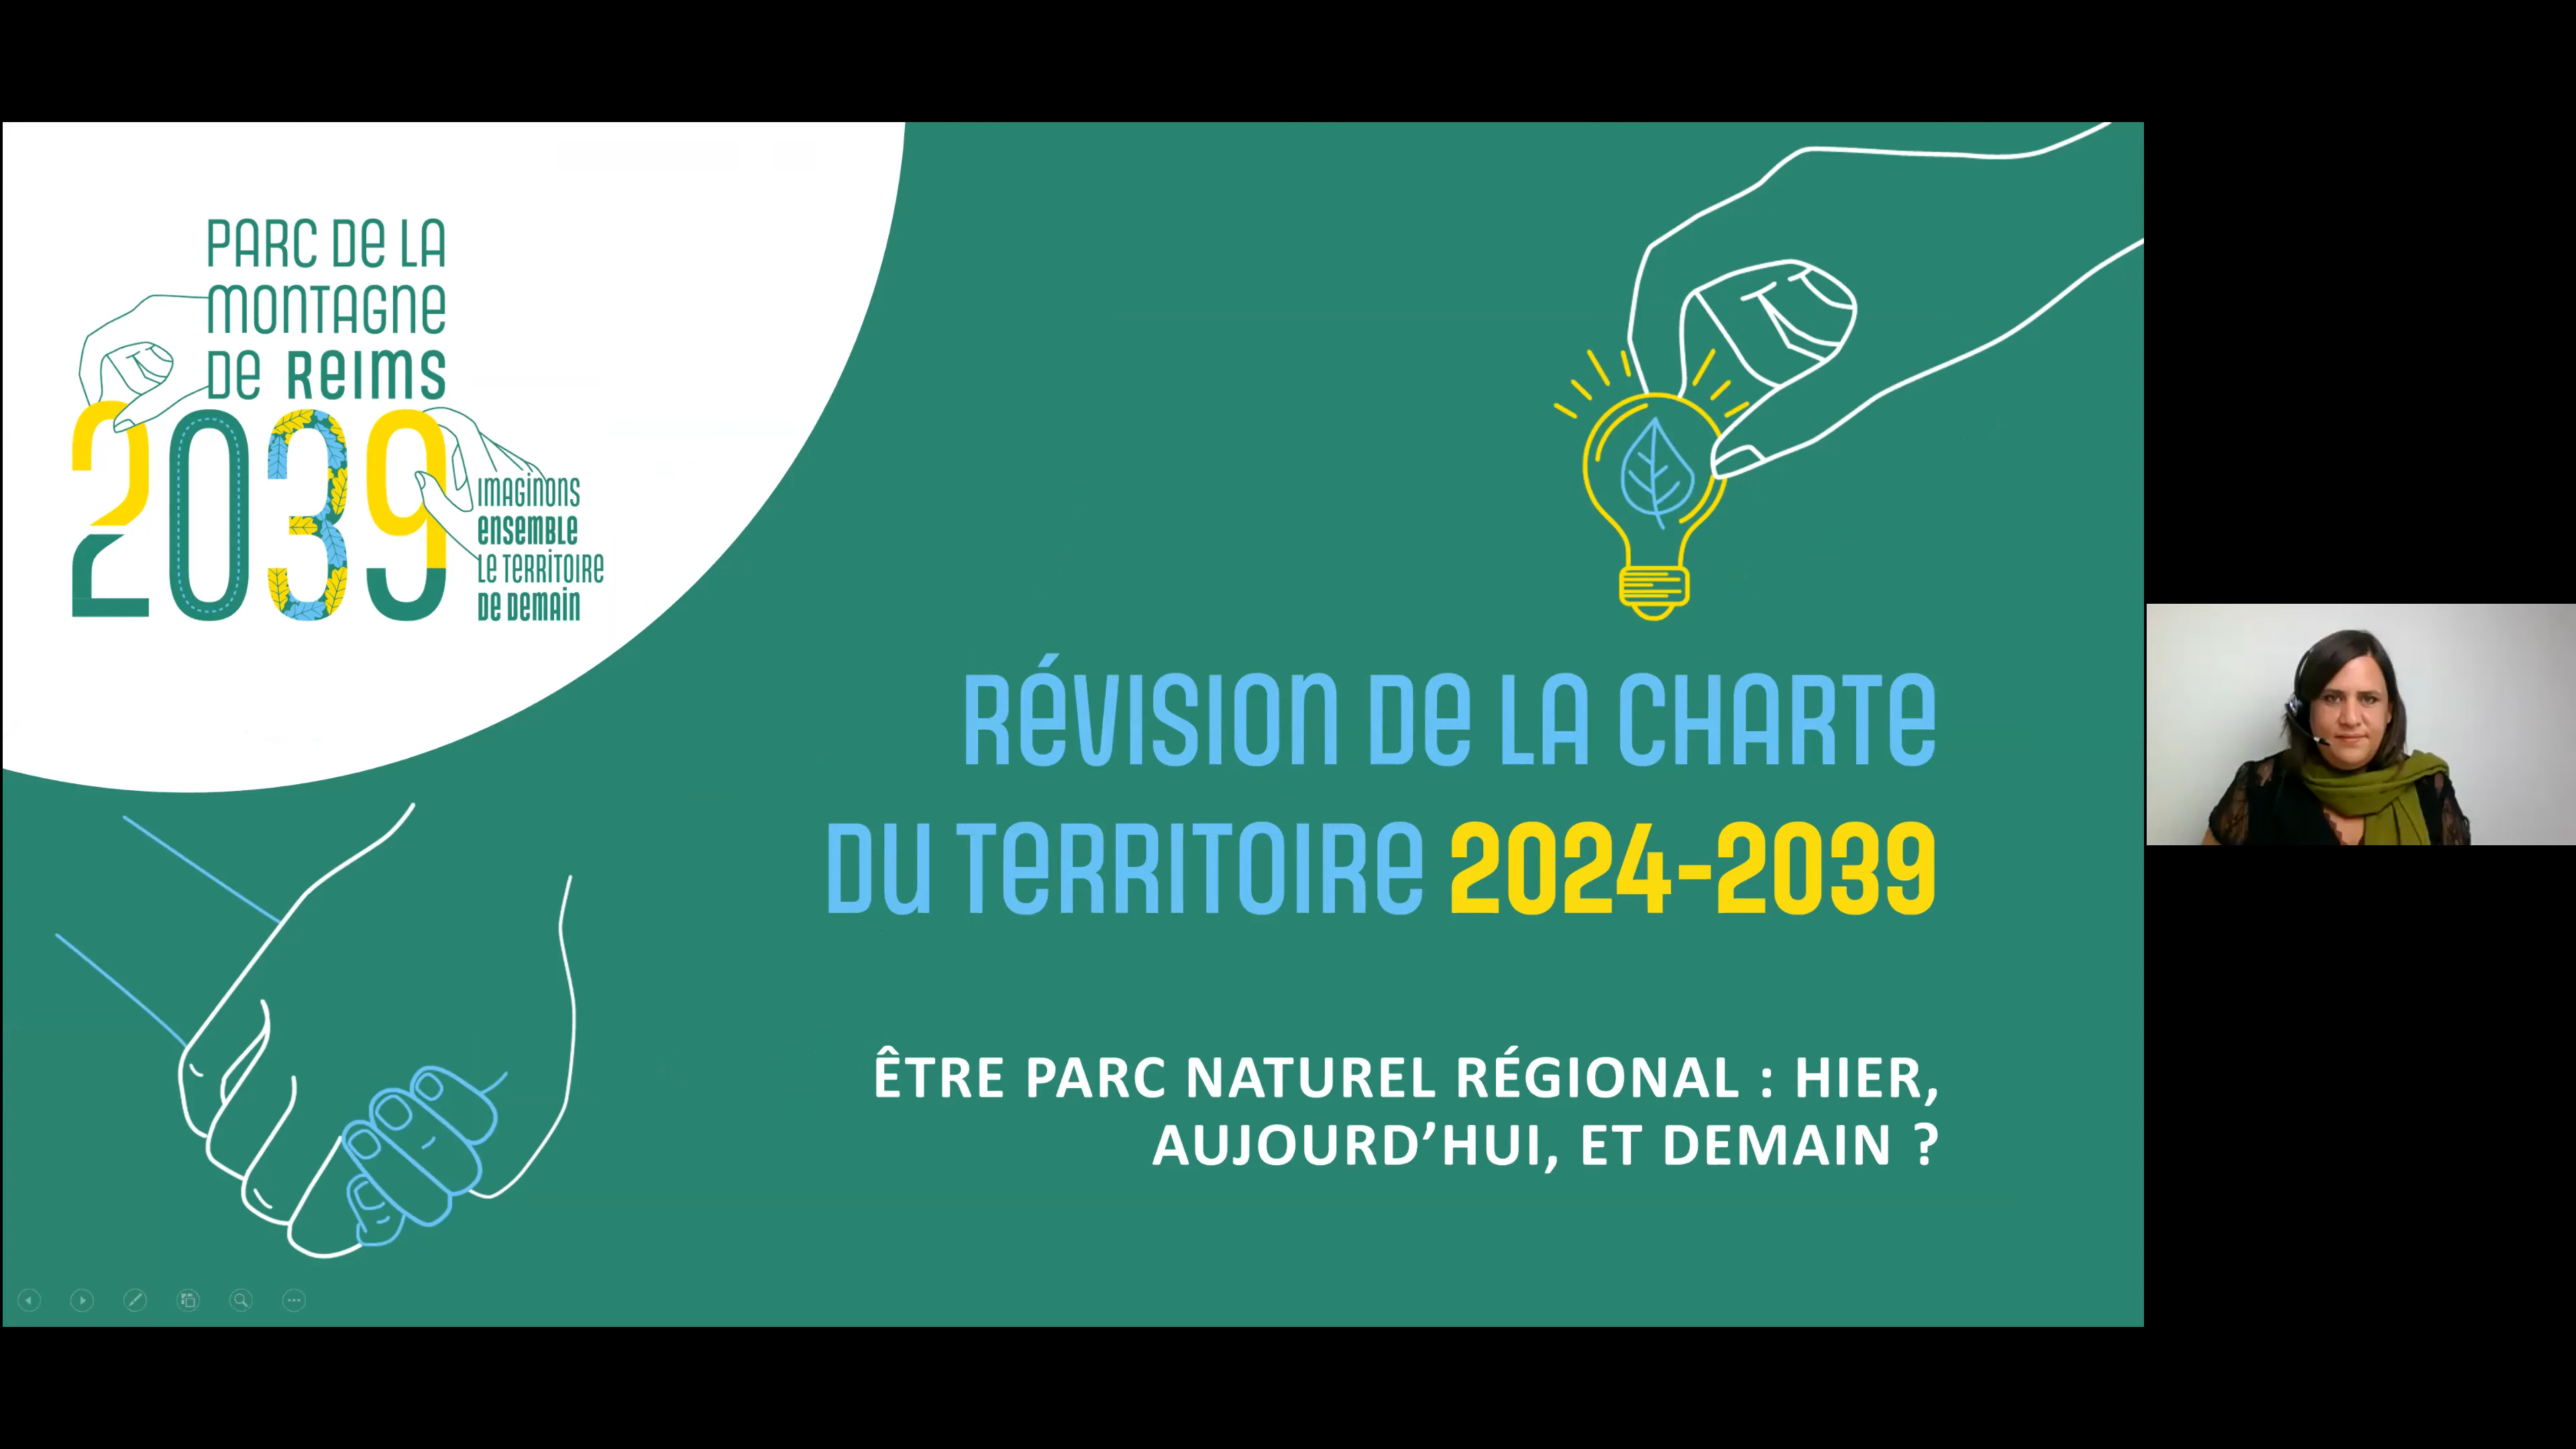 PARC DE LA
MONTAGNE
DE REIMS
2039
IMAGINONS
ENSEMBLE
LE TERRITOIRE
DE DEMAIN
RÉVISION DE LA CHARTE
DU TERRITOIRE 2024-2039
ÊTRE PARC NATUREL RÉGIONAL : HIER,
AUJOURD’HUI, ET DEMAIN ?